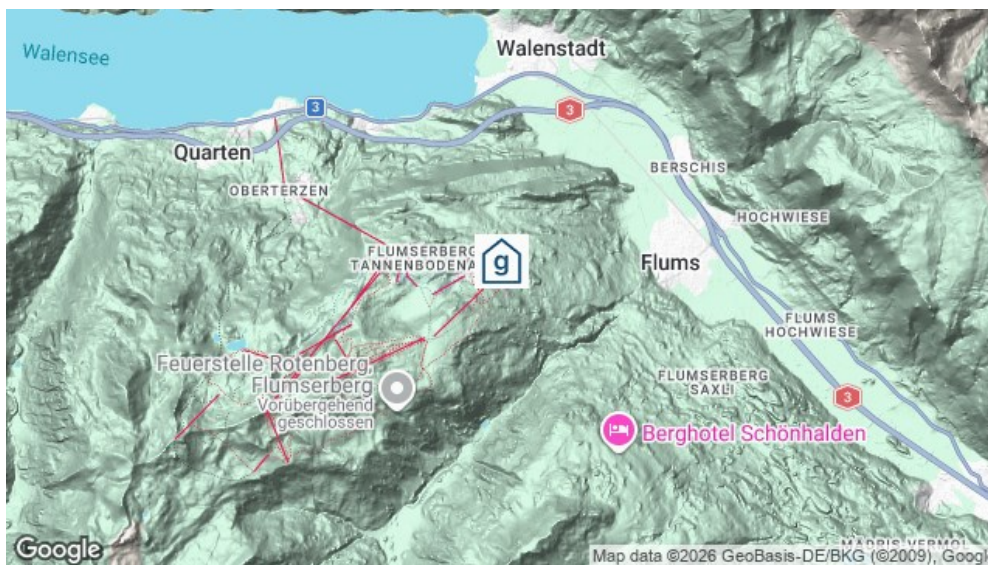 Walensee
Walenstadt
3
3
Quarten
BERSCHIS
OBERTERZEN
HOCHWIESE
FLUMSERBERG
TANNENBODENA
g
Flums
FLUMS
HOCHWIESE
Feuerstelle Rotenberg,
Flumserberg
Vorübergehend
geschlossen
FLUMSERBERG
SAXLI
3
Berghotel Schönhalden
MÄDRIS-VERMOL
Google
Map data ©2026 GeoBasis-DE/BKG (©2009), Googl